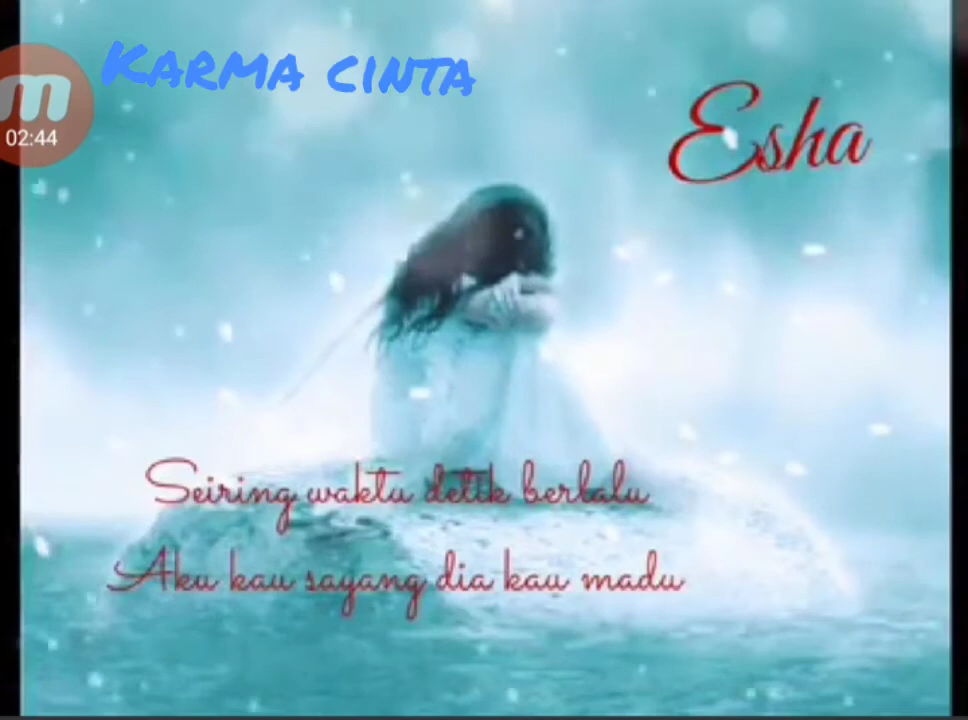 Karma cinta
Esha
m
02:44
Seiring waktu detik berlalu
Aku kau sayang dia kau madu